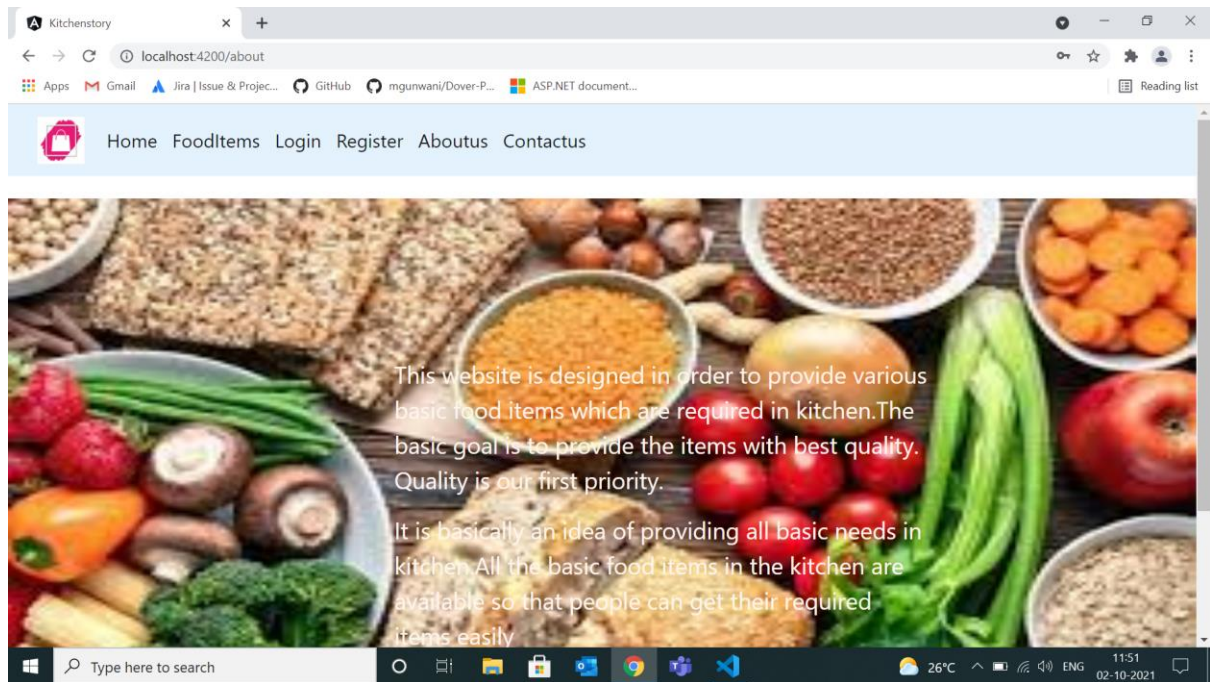 Kitchenstory
localhost:4200/about
Apps Gmail Jira | Issue & Projec... GitHub mgunwani/Dover-P... ASP.NET document... Reading list
Home FoodItems Login Register Aboutus Contactus
This website is designed in order to provide various
basic food items which are required in kitchen.The
basic goal is to provide the items with best quality.
Quality is our first priority.
It is basically an idea of providing all basic needs in
kitchen.All the basic food items in the kitchen are
available so that people can get their required
items easily
Type here to search 26°C ENG 11:51
02-10-2021